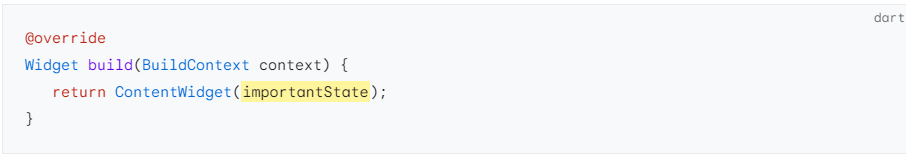 dart
@override
Widget build(BuildContext context) {
   return ContentWidget(importantState);
}